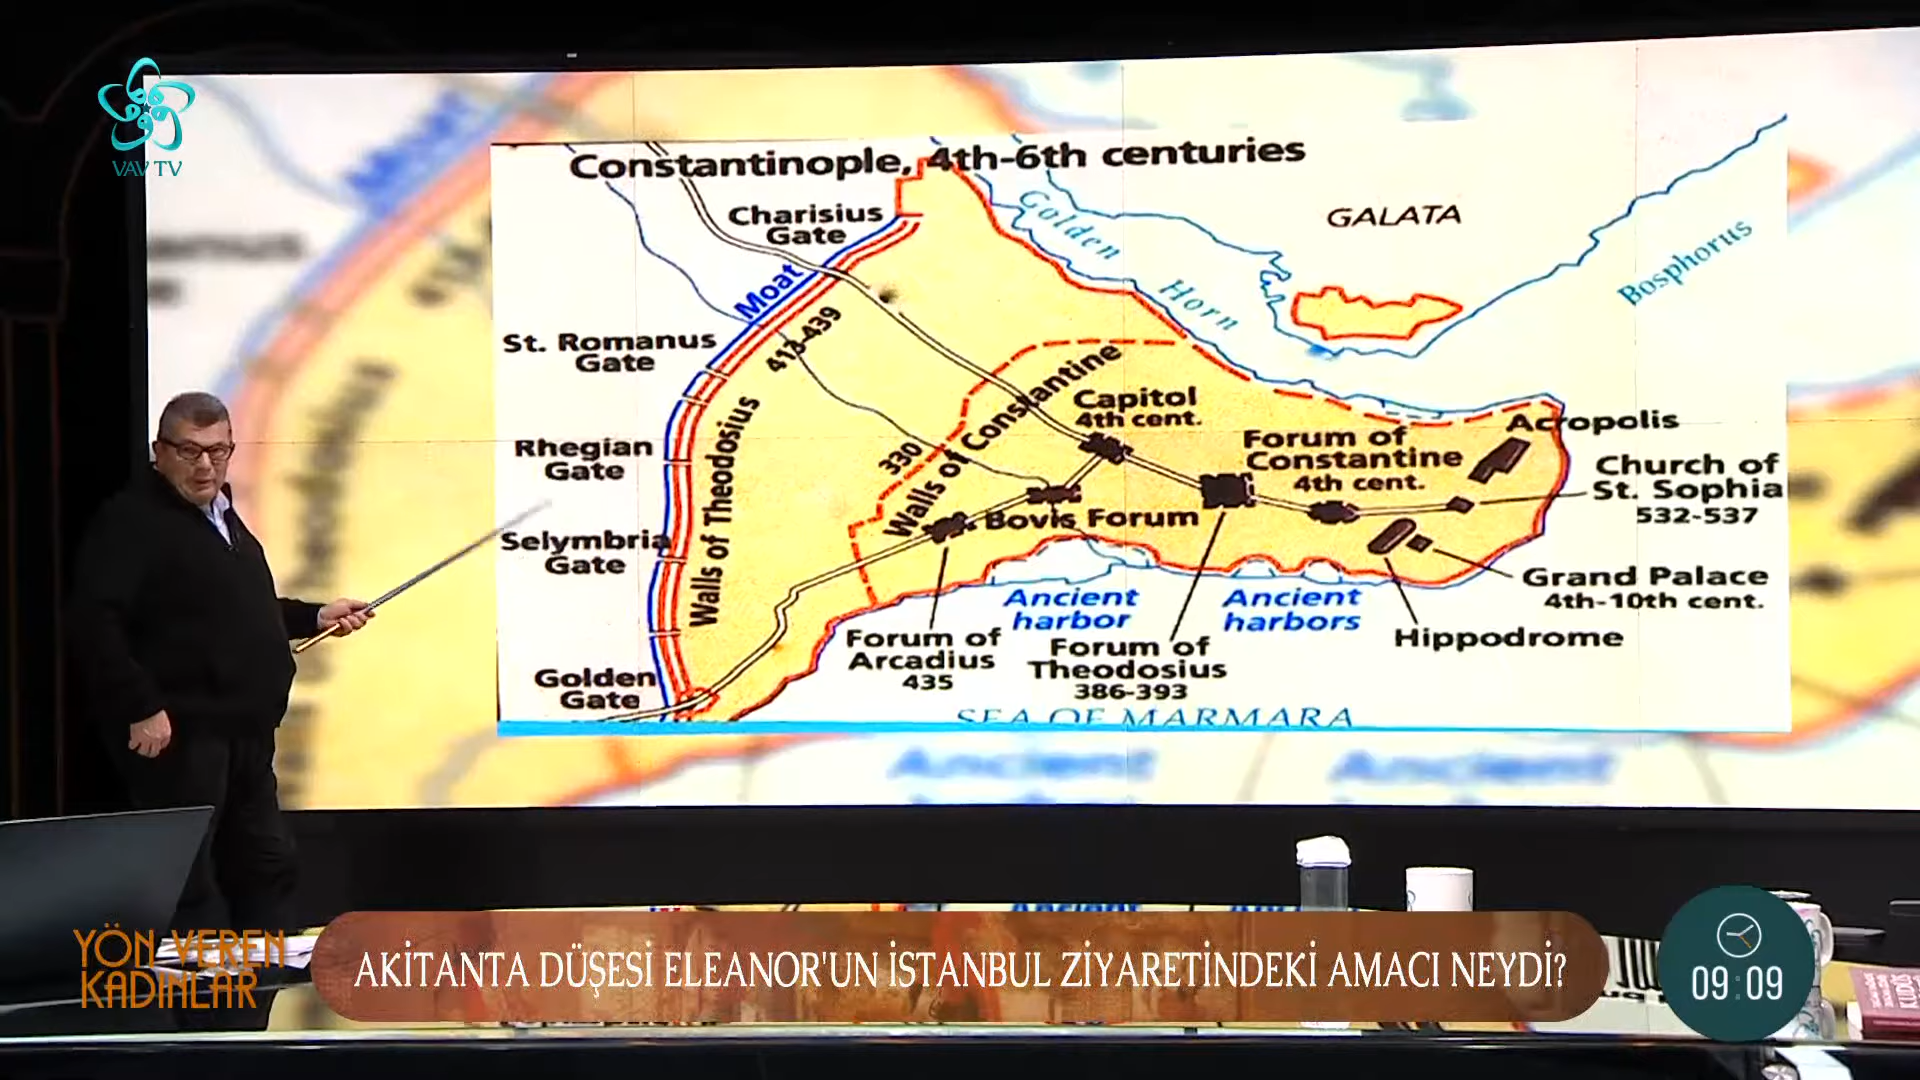 VAV TV
Constantinople, 4th-6th centuries
Charisius
Gate
Golden
Horn
GALATA
Bosphorus
Moat
413-439
St. Romanus
Gate
Walls of Theodosius
330
Walls of Constantine
Capitol
4th cent.
Acropolis
Forum of
Constantine
4th cent.
Church of
St. Sophia
532-537
Rhegian
Gate
Bovis Forum
Selymbria
Gate
Grand Palace
4th-10th cent.
Ancient
harbor
Ancient
harbors
Hippodrome
Forum of
Arcadius
435
Forum of
Theodosius
386-393
Golden
Gate
SEA OF MARMARA
Ancient
Ancient
YÖN VEREN
KADINLAR
AKİTANTA DÜŞESİ ELEANOR'UN İSTANBUL ZİYARETİNDEKİ AMACI NEYDİ?
09:09
KUDÜS